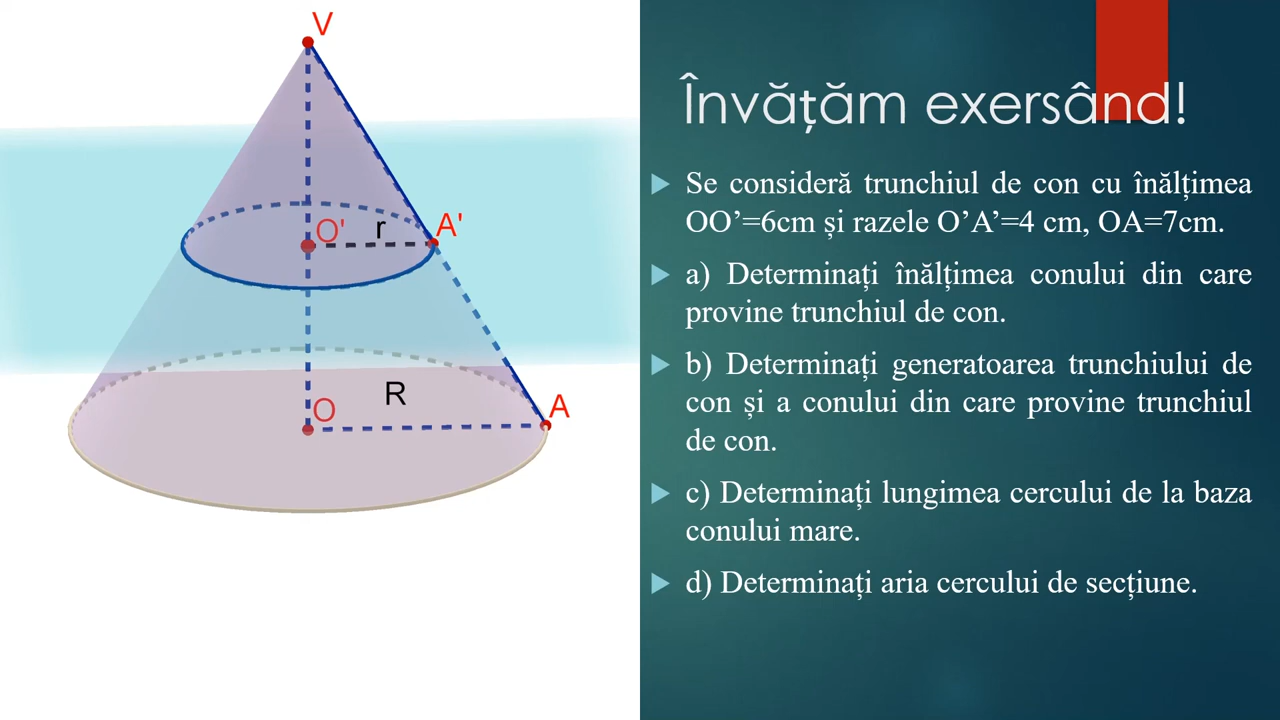 V
O'
r
A'
R
O
A
Învățăm exersând!
Se consideră trunchiul de con cu înălțimea
OO’=6cm și razele O’A’=4 cm, OA=7cm.
a) Determinați înălțimea conului din care
provine trunchiul de con.
b) Determinați generatoarea trunchiului de
con și a conului din care provine trunchiul
de con.
c) Determinați lungimea cercului de la baza
conului mare.
d) Determinați aria cercului de secțiune.